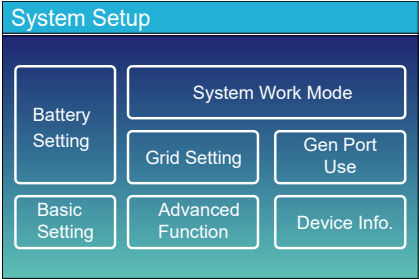 System Setup
System Work Mode
Battery
Setting
Grid Setting
Gen Port
Use
Basic
Setting
Advanced
Function
Device Info.